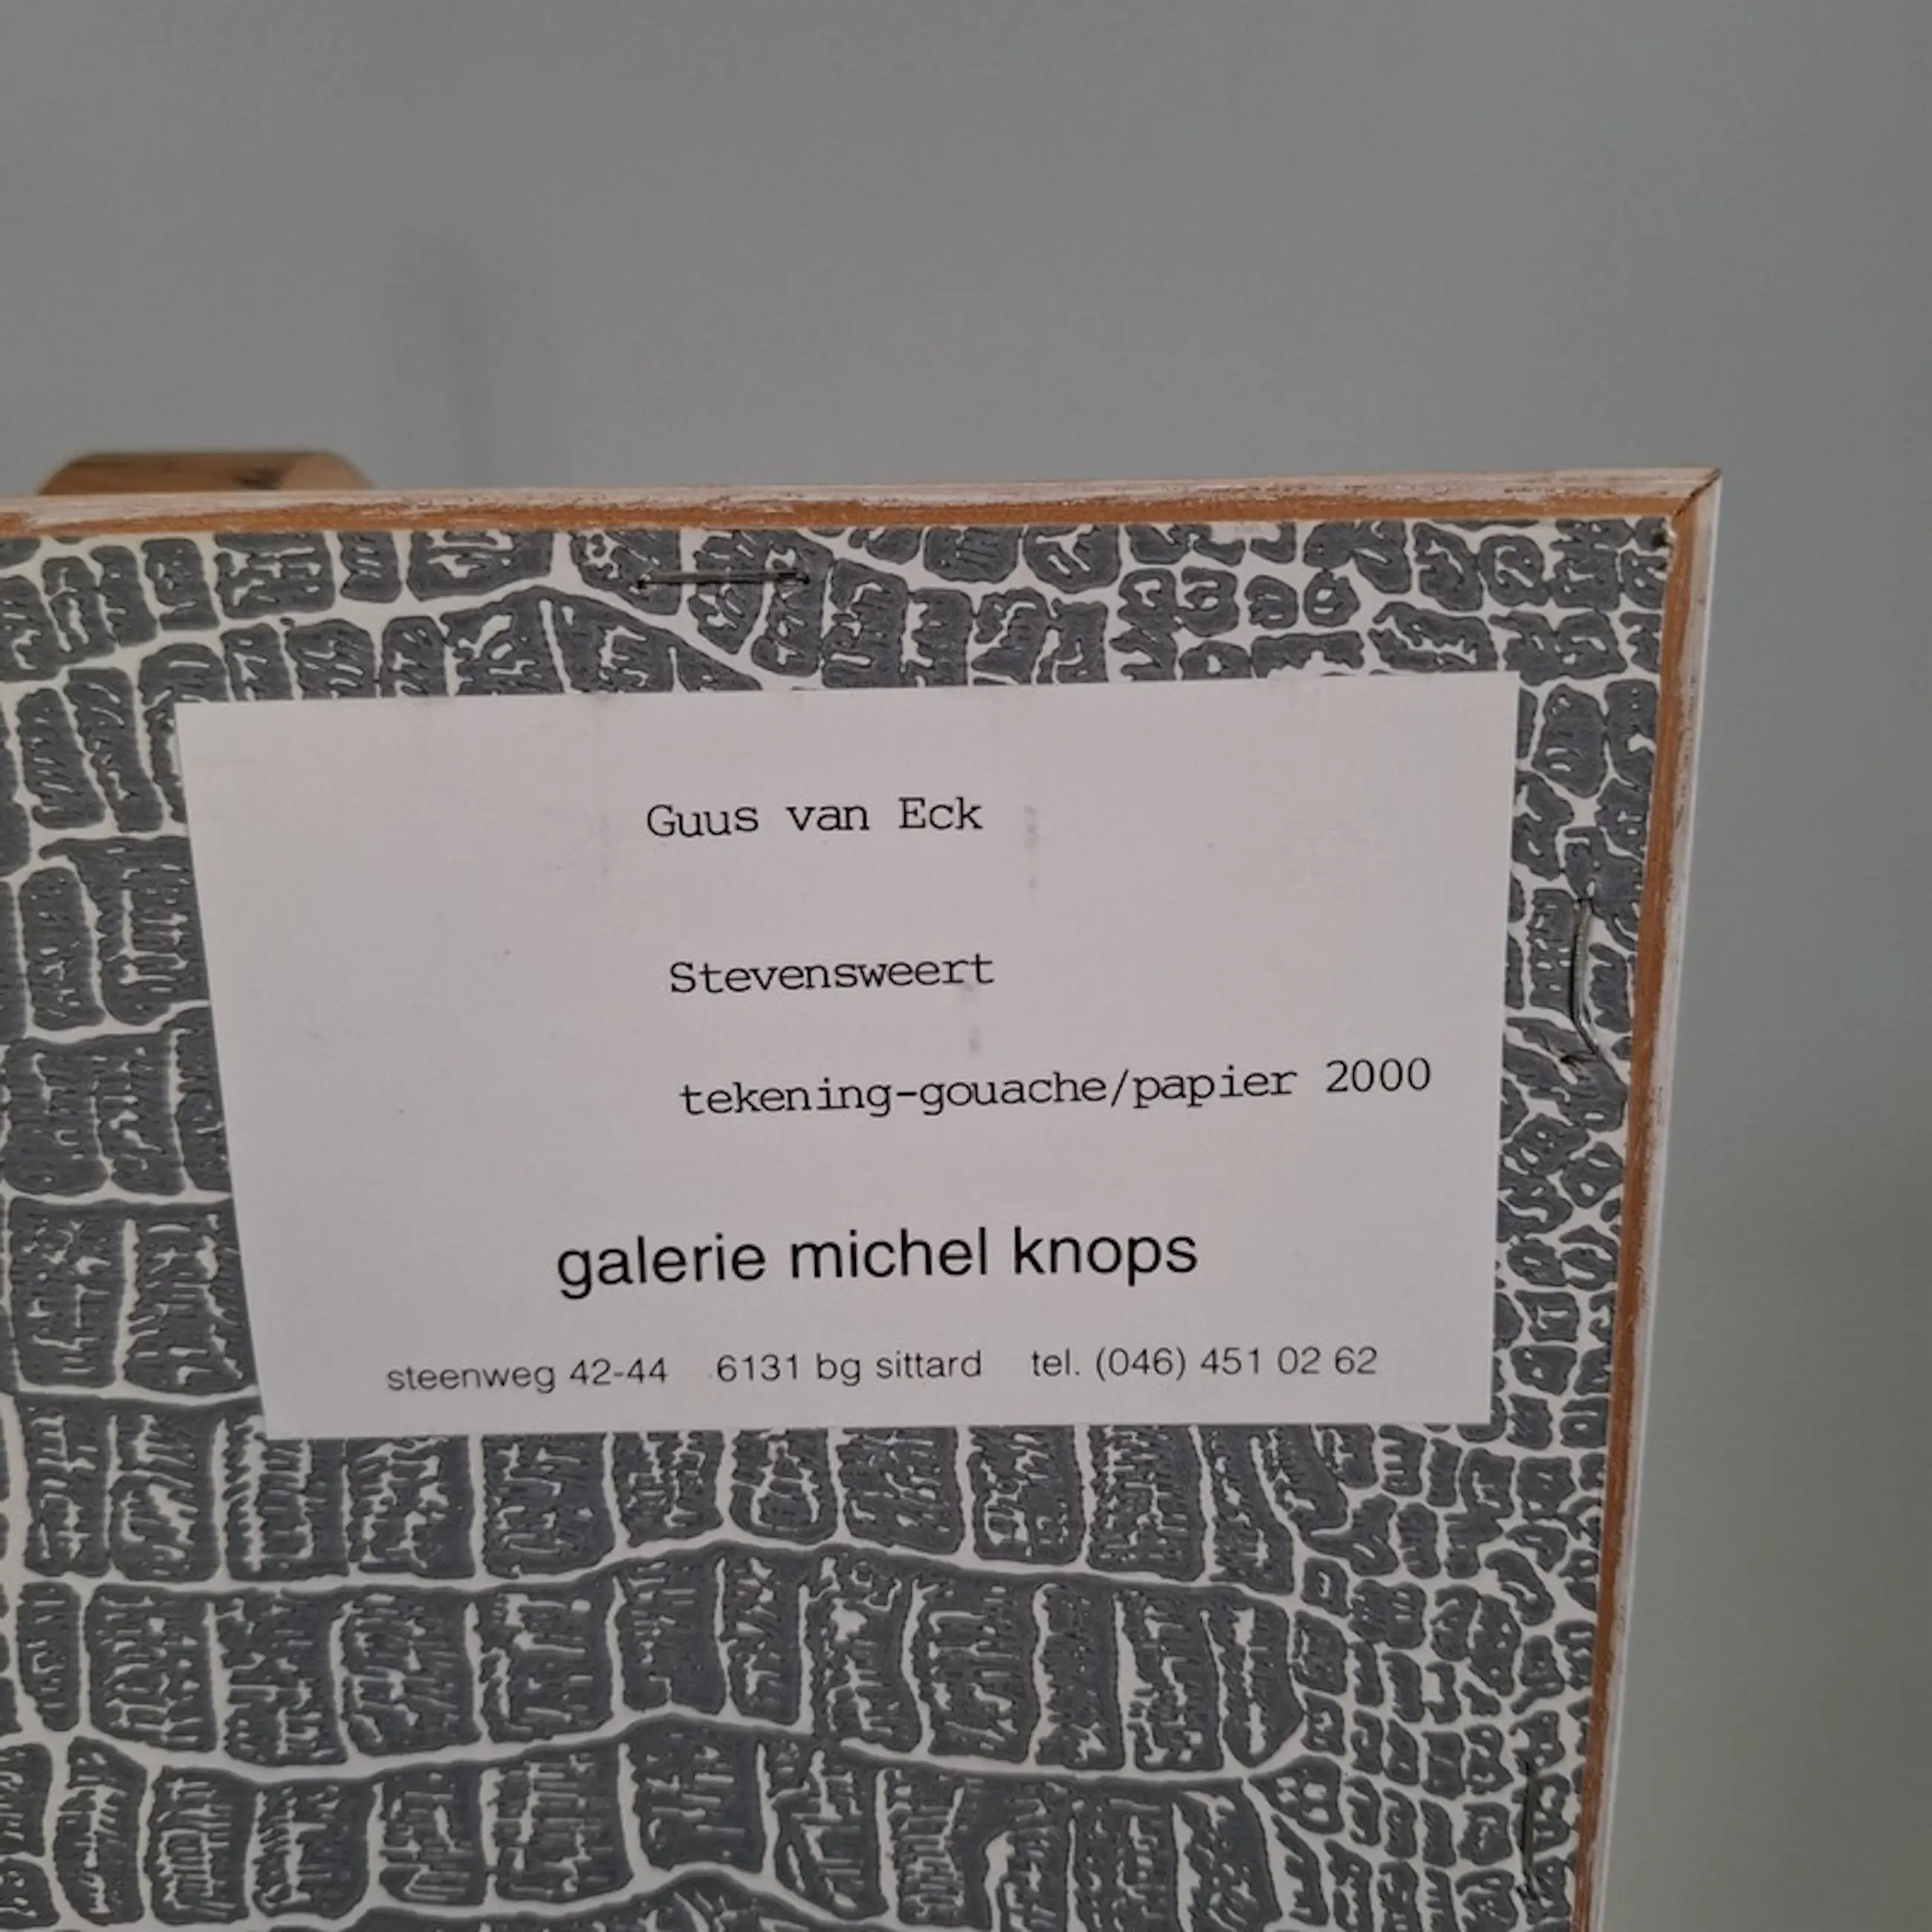 Guus van Eck
Stevensweert
tekening-gouache/papier 2000
galerie michel knops
steenweg 42-44 6131 bg sittard tel. (046) 451 02 62